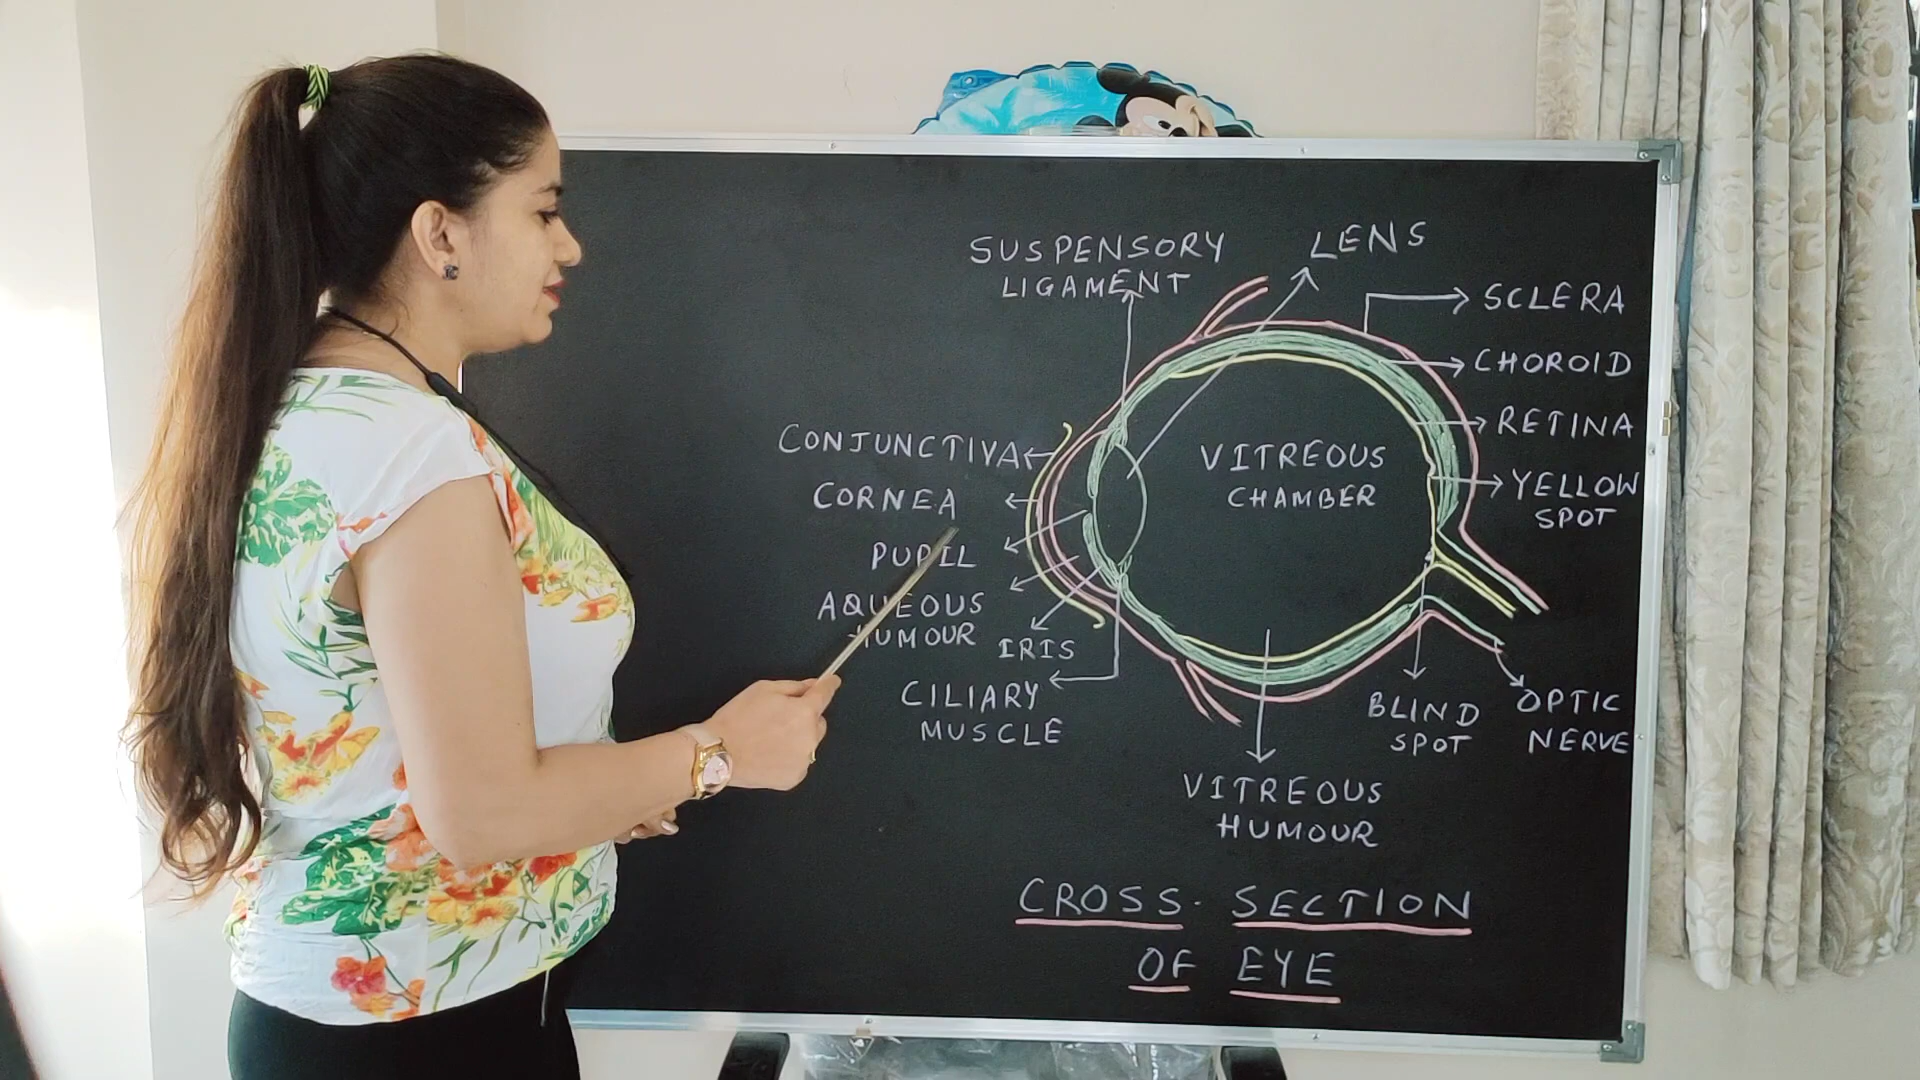 SUSPENSORY
LIGAMENT
LENS
SCLERA
CHOROID
RETINA
YELLOW
SPOT
CONJUNCTIVA
CORNEA
PUPIL
AQUEOUS
HUMOUR
IRIS
CILIARY
MUSCLE
VITREOUS
CHAMBER
BLIND
SPOT
OPTIC
NERVE
VITREOUS
HUMOUR
CROSS-SECTION
OF EYE